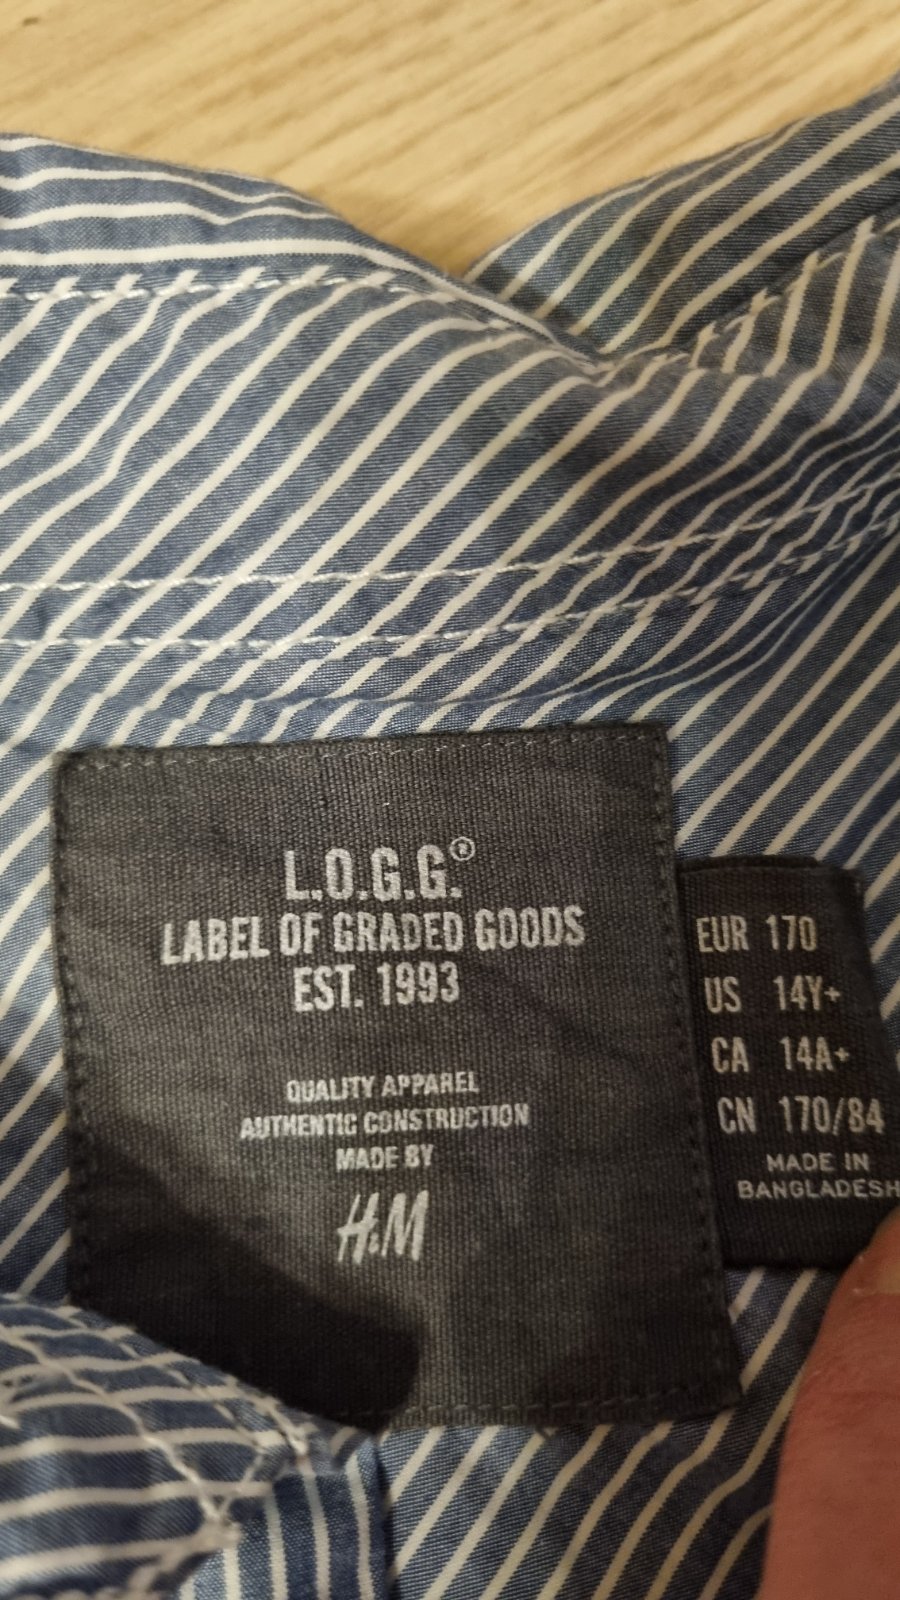 L.O.G.G.®
LABEL OF GRADED GOODS
EST. 1993
QUALITY APPAREL
AUTHENTIC CONSTRUCTION
MADE BY
H&M
EUR 170
US 14Y+
CA 14A+
CN 170/84
MADE IN
BANGLADESH